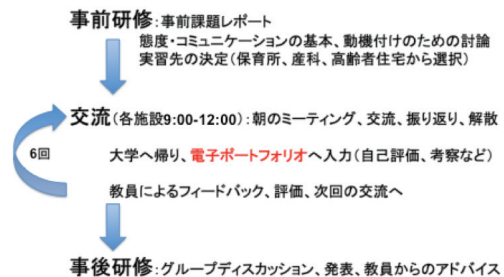 事前研修：事前課題レポート
態度・コミュニケーションの基本、動機付けのための討論
実習先の決定（保育所、産科、高齢者住宅から選択）
交流（各施設9:00-12:00）：朝のミーティング、交流、振り返り、解散
6回
大学へ帰り、電子ポートフォリオへ入力（自己評価、考察など）
教員によるフィードバック、評価、次回の交流へ
事後研修：グループディスカッション、発表、教員からのアドバイス